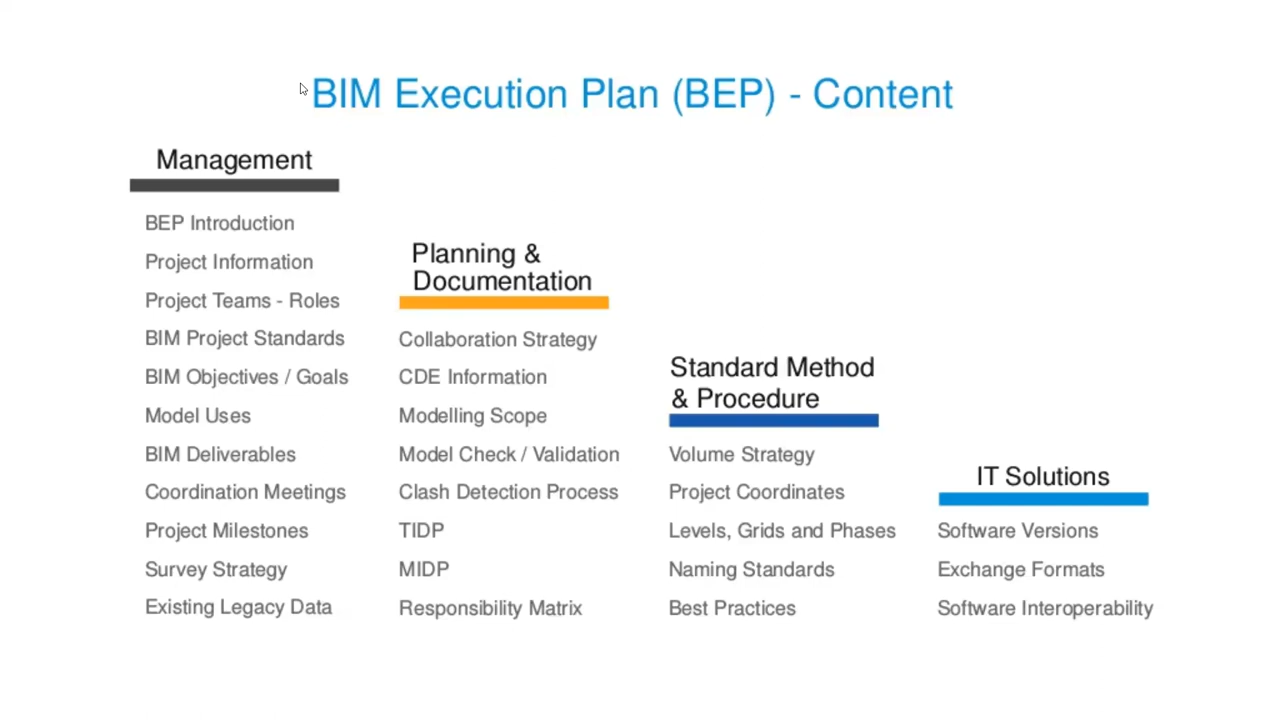 BIM Execution Plan (BEP) - Content
Management
BEP Introduction
Project Information
Project Teams - Roles
BIM Project Standards
BIM Objectives / Goals
Model Uses
BIM Deliverables
Coordination Meetings
Project Milestones
Survey Strategy
Existing Legacy Data
Planning &
Documentation
Collaboration Strategy
CDE Information
Modelling Scope
Model Check / Validation
Clash Detection Process
TIDP
MIDP
Responsibility Matrix
Standard Method
& Procedure
Volume Strategy
Project Coordinates
Levels, Grids and Phases
Naming Standards
Best Practices
IT Solutions
Software Versions
Exchange Formats
Software Interoperability